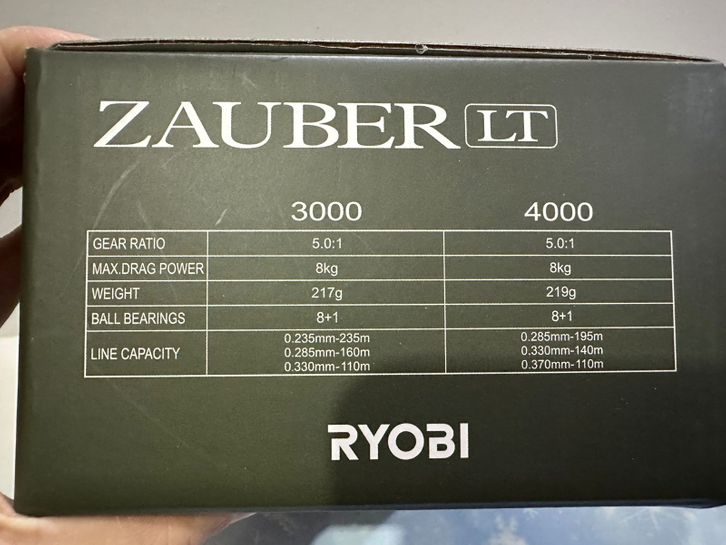 ZAUBER LT
3000 4000
GEAR RATIO 5.0:1 5.0:1
MAX.DRAG POWER 8kg 8kg
WEIGHT 217g 219g
BALL BEARINGS 8+1 8+1
LINE CAPACITY 0.235mm-235m 0.285mm-195m
0.285mm-160m 0.330mm-140m
0.330mm-110m 0.370mm-110m
RYOBI